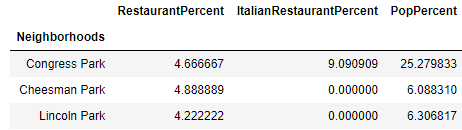 RestaurantPercent ItalianRestaurantPercent PopPercent
Neighborhoods
Congress Park 4.666667 9.090909 25.279833
Cheesman Park 4.888889 0.000000 6.088310
Lincoln Park 4.222222 0.000000 6.306817